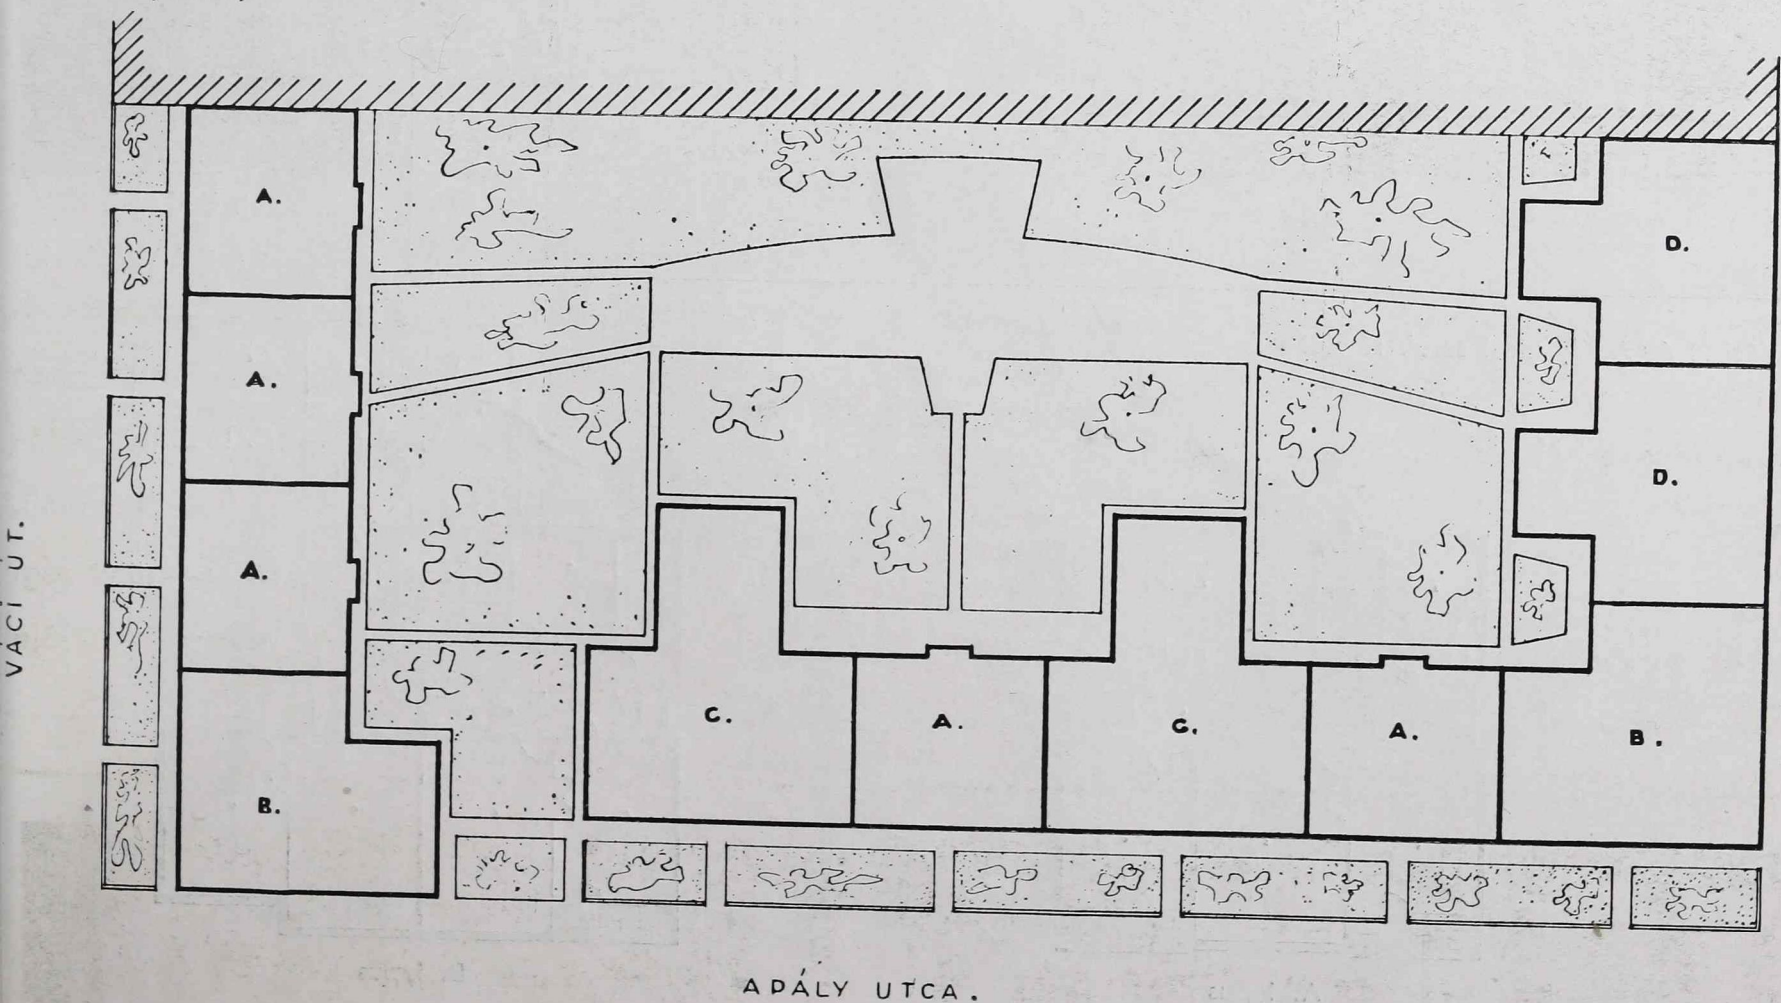 A.
D.
A.
D.
A.
VÁCI ÚT.
C.
A.
C.
A.
B.
B.
APÁLY UTCA.